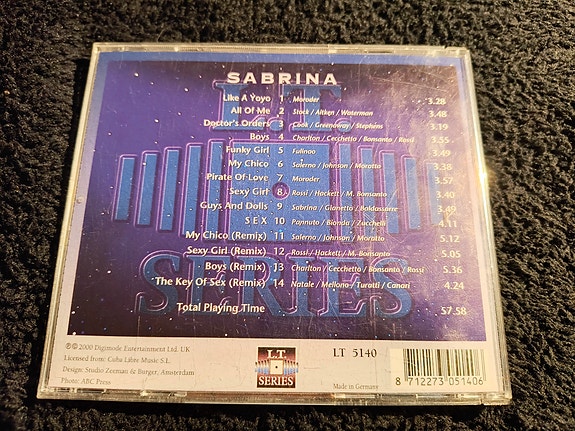 SABRINA
Like A Yoyo 1 Moroder 3.28
All Of Me 2 Stock / Aitken / Waterman 3.48
Doctor's Orders 3 Cook / Greenaway / Stephens 3.19
Boys 4 Charlton / Cecchetto / Bonsanto / Rossi 3.55
Funky Girl 5 Fulinoo 3.49
My Chico 6 Salerno / Johnson / Moratto 3.38
Pirate Of Love 7 Moroder 3.57
Sexy Girl 8 Rossi / Hackett / M. Bonsanto 3.40
Guys And Dolls 9 Sabrina / Gianetto / Baldassarre 3.49
S E X 10 Pannuto / Bionda / Zucchelli 4.11
My Chico (Remix) 11 Salerno / Johnson / Moratto 5.12
Sexy Girl (Remix) 12 Rossi / Hackett / M. Bonsanto 5.05
Boys (Remix) 13 Charlton / Cecchetto / Bonsanto / Rossi 5.36
The Key Of Sex (Remix) 14 Natale / Mellono / Turatti / Canari 4.24
Total Playing Time 57.58
L.T.
SERIES
℗© 2000 Digimode Entertainment Ltd. UK
Licensed from: Cuba Libre Music S.L.
Design: Studio Zeeman & Burger, Amsterdam
Photo: ABC Press
L.T.
SERIES
LT 5140
Made in Germany
8 712273 051406